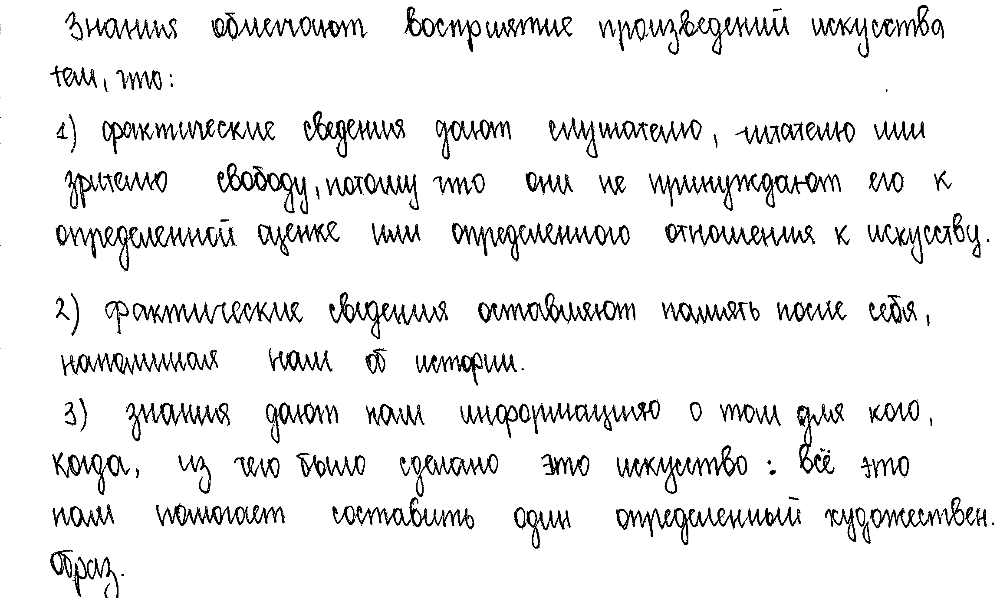 Знания облегчают восприятие произведений искусства
тем, что:
1) фактические сведения дают слушателю, читателю или
зрителю свободу, потому что они не принуждают его к
определенной оценке или определенного отношения к искусству.
2) фактические сведения оставляют память после себя,
напоминая нам об истории.
3) знания дают нам информацию о том для кого,
когда, из чего было сделано это искусство: всё это
нам помогает составить один определенный художествен.
образ.